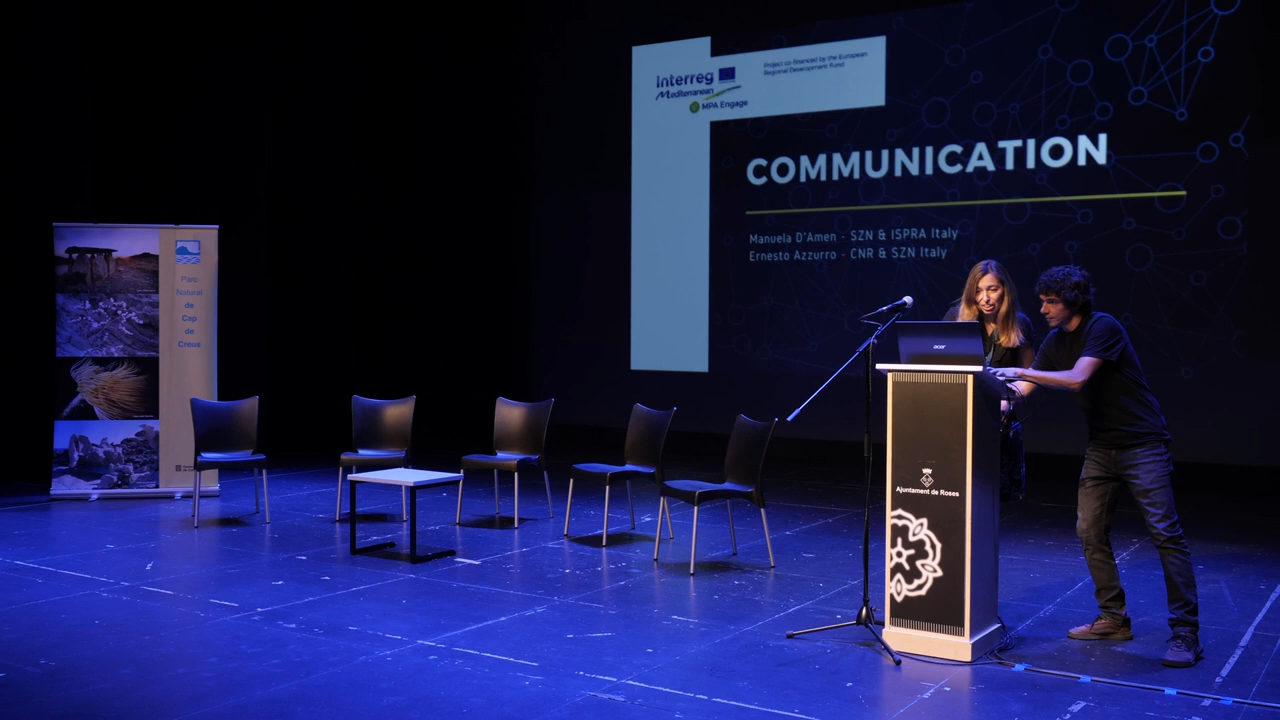 Interreg
Mediterranean
MPA Engage
Project co-financed by the European
Regional Development Fund
COMMUNICATION
Manuela D'Amen - SZN & ISPRA Italy
Ernesto Azzurro - CNR & SZN Italy
Parc
Natural
de
Cap
de
Creus
acer
Ajuntament de Roses